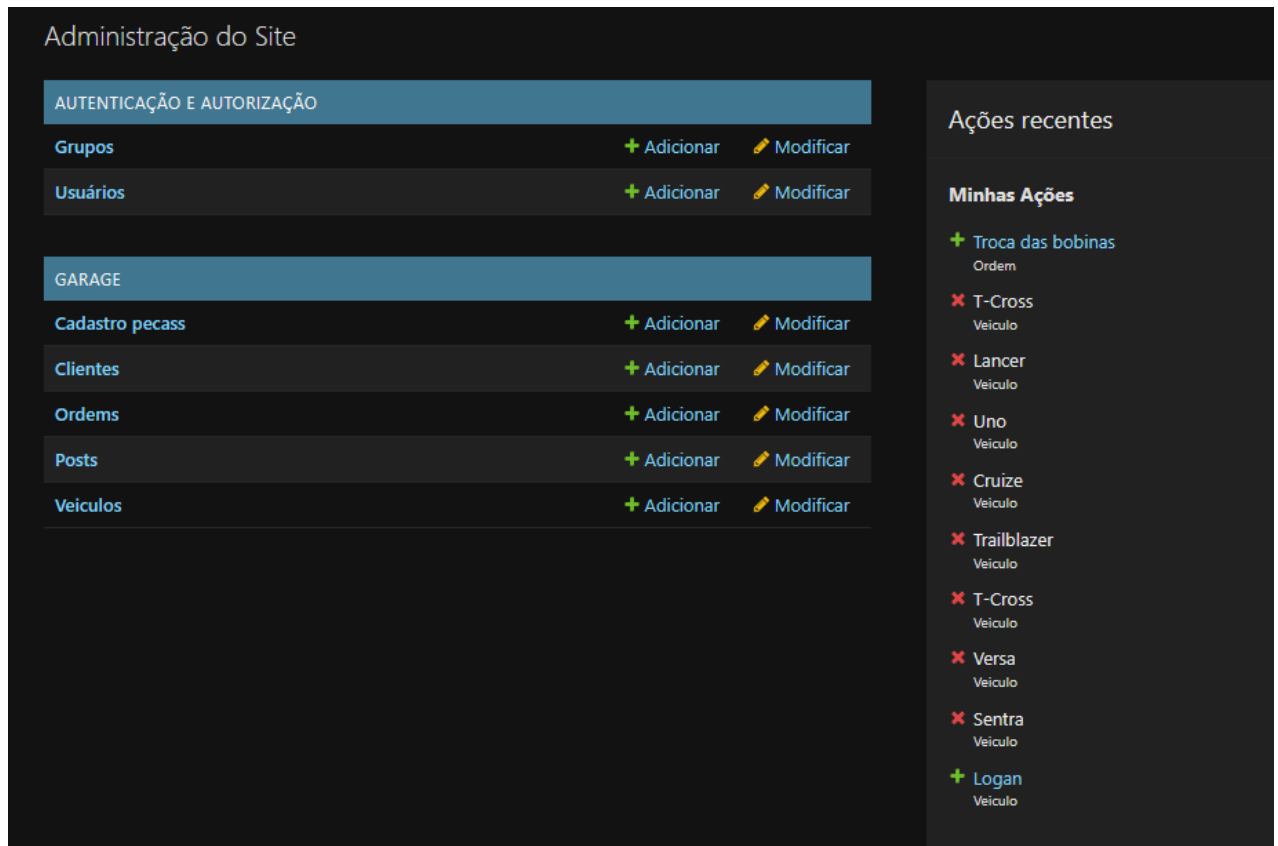 Administração do Site
AUTENTICAÇÃO E AUTORIZAÇÃO
Grupos Adicionar Modificar
Usuários Adicionar Modificar
GARAGE
Cadastro pecass Adicionar Modificar
Clientes Adicionar Modificar
Ordems Adicionar Modificar
Posts Adicionar Modificar
Veiculos Adicionar Modificar
Ações recentes
Minhas Ações
Troca das bobinas
Ordem
T-Cross
Veiculo
Lancer
Veiculo
Uno
Veiculo
Cruize
Veiculo
Trailblazer
Veiculo
T-Cross
Veiculo
Versa
Veiculo
Sentra
Veiculo
Logan
Veiculo